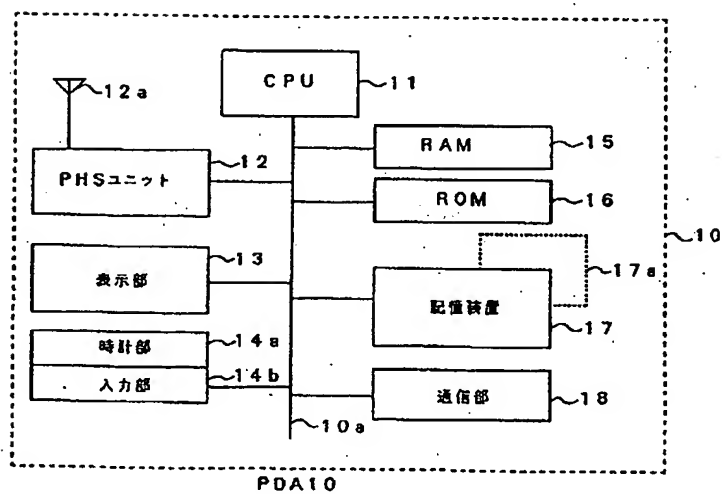 CPU
11
12a
RAM
15
12
PHSユニット
ROM
16
10
13
17a
表示部
記憶装置
17
時計部
14a
入力部
14b
通信部
18
10a
PDA10